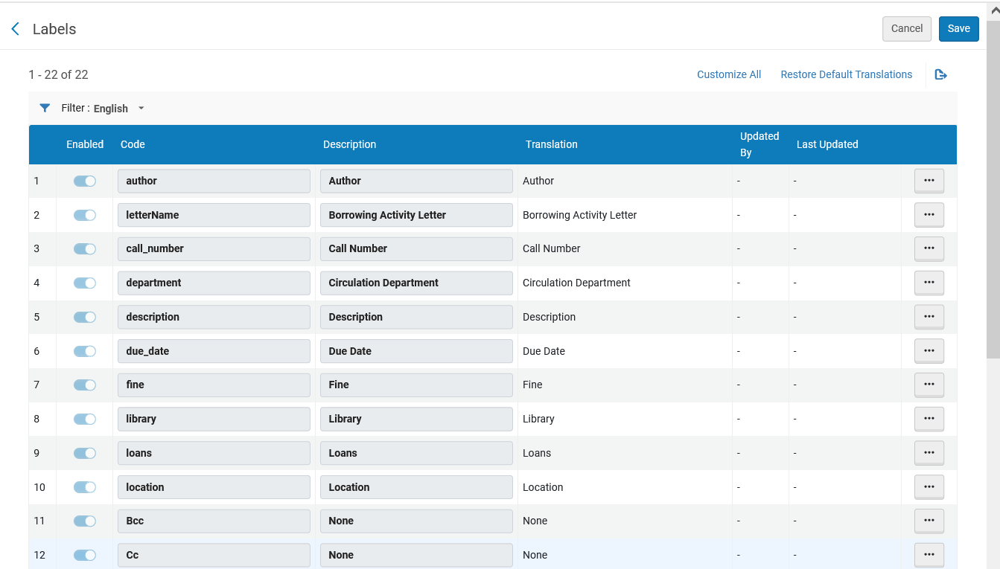 Labels
Cancel
Save
1 - 22 of 22
Customize All
Restore Default Translations
Filter : English
Enabled Code Description Translation Updated By Last Updated
1 author Author Author - -
2 letterName Borrowing Activity Letter Borrowing Activity Letter - -
3 call_number Call Number Call Number - -
4 department Circulation Department Circulation Department - -
5 description Description Description - -
6 due_date Due Date Due Date - -
7 fine Fine Fine - -
8 library Library Library - -
9 loans Loans Loans - -
10 location Location Location - -
11 Bcc None None - -
12 Cc None None - -